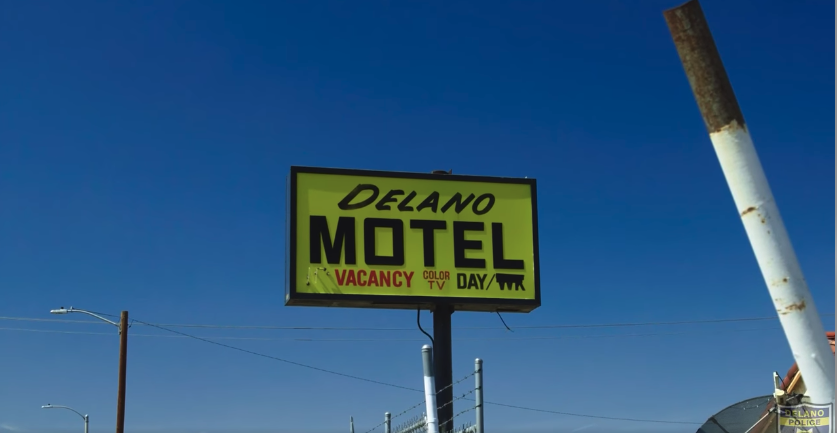 DELANO
MOTEL
VACANCY COLOR TV DAY/
DELANO
POLICE